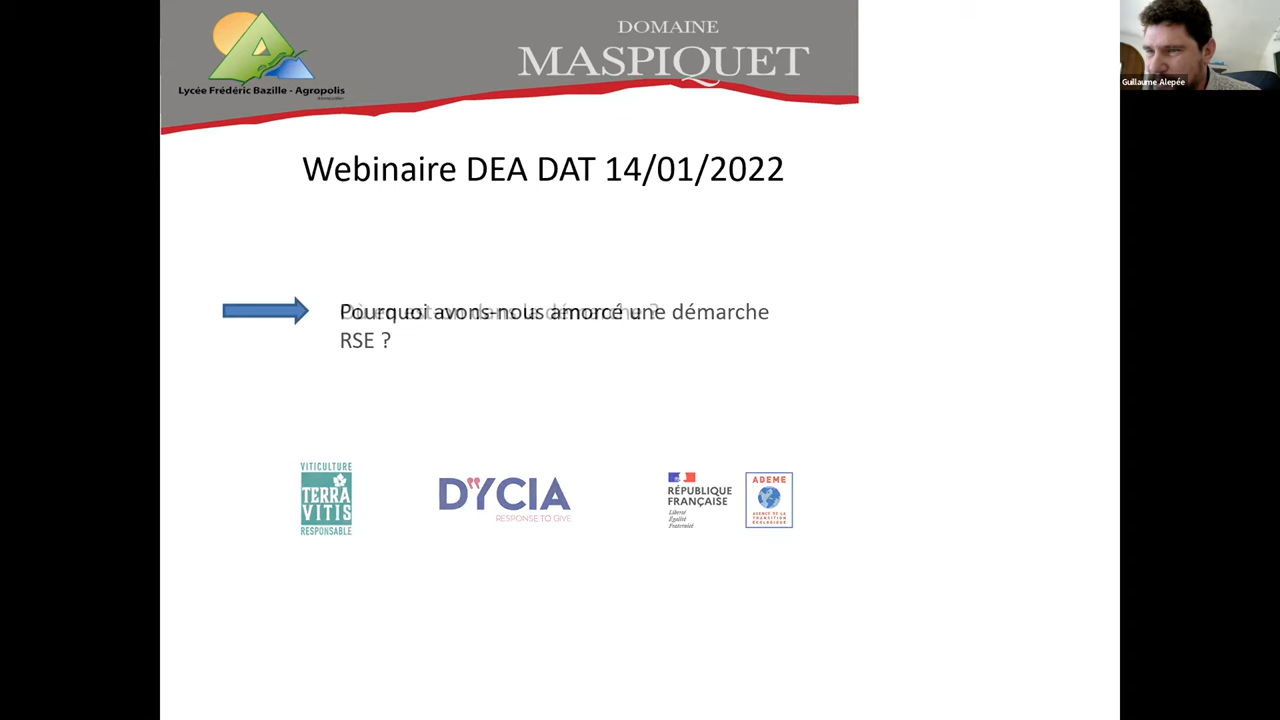 DOMAINE
MASPIQUET
Lycée Frédéric Bazille - Agropolis
Guillaume Alepée
Webinaire DEA DAT 14/01/2022
Pourquoi avons-nous amorcé une démarche
RSE ?
VITICULTURE
TERRA
VITIS
RESPONSABLE
DYCIA
RESPONSE TO GIVE
RÉPUBLIQUE
FRANÇAISE
Liberté
Égalité
Fraternité
ADEME
AGENCE DE LA
TRANSITION
ÉCOLOGIQUE